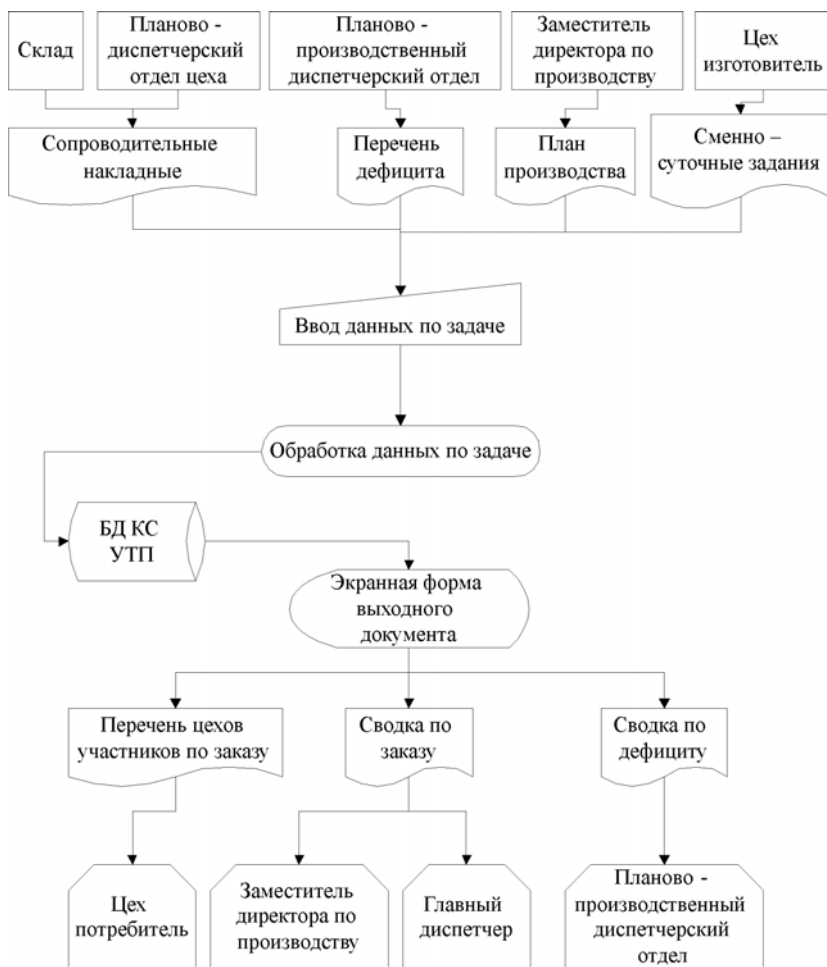 Склад
Планово -
диспетчерский
отдел цеха
Планово -
производственный
диспетчерский отдел
Заместитель
директора по
производству
Цех
изготовитель
Сопроводительные
накладные
Перечень
дефицита
План
производства
Сменно –
суточные задания
Ввод данных по задаче
Обработка данных по задаче
БД КС
УТП
Экранная форма
выходного
документа
Перечень цехов
участников по заказу
Сводка по
заказу
Сводка по
дефициту
Цех
потребитель
Заместитель
директора по
производству
Главный
диспетчер
Планово -
производственный
диспетчерский
отдел